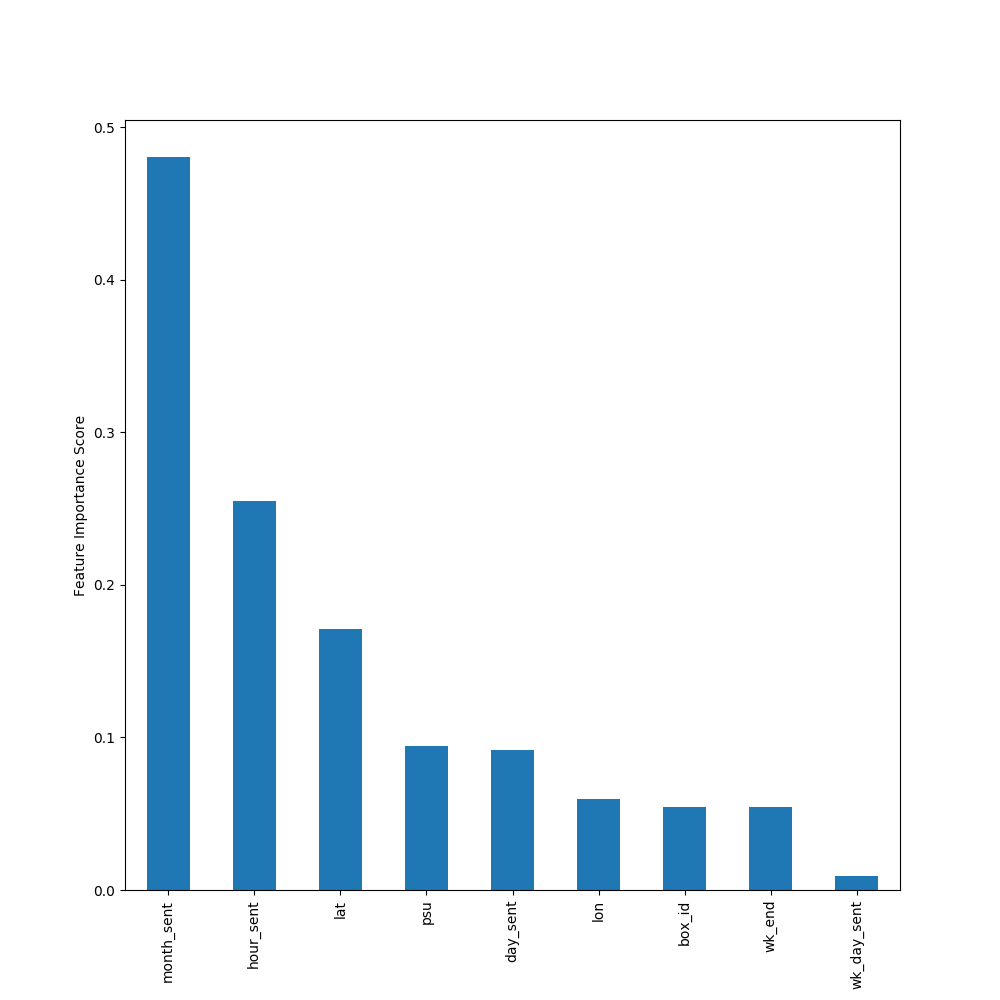 Feature Importance Score
0.5
0.4
0.3
0.2
0.1
0.0
month_sent
hour_sent
lat
psu
day_sent
lon
box_id
wk_end
wk_day_sent